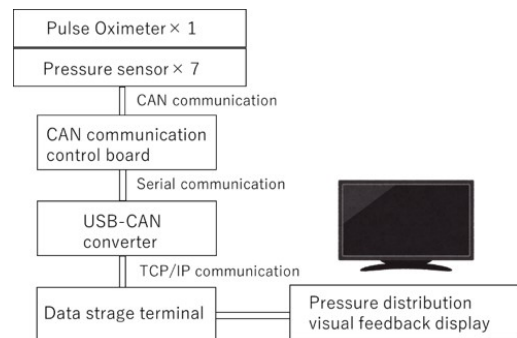 Pulse Oximeter× 1
Pressure sensor× 7
CAN communication
CAN communication
control board
Serial communication
USB-CAN
converter
TCP/IP communication
Data strage terminal
Pressure distribution
visual feedback display